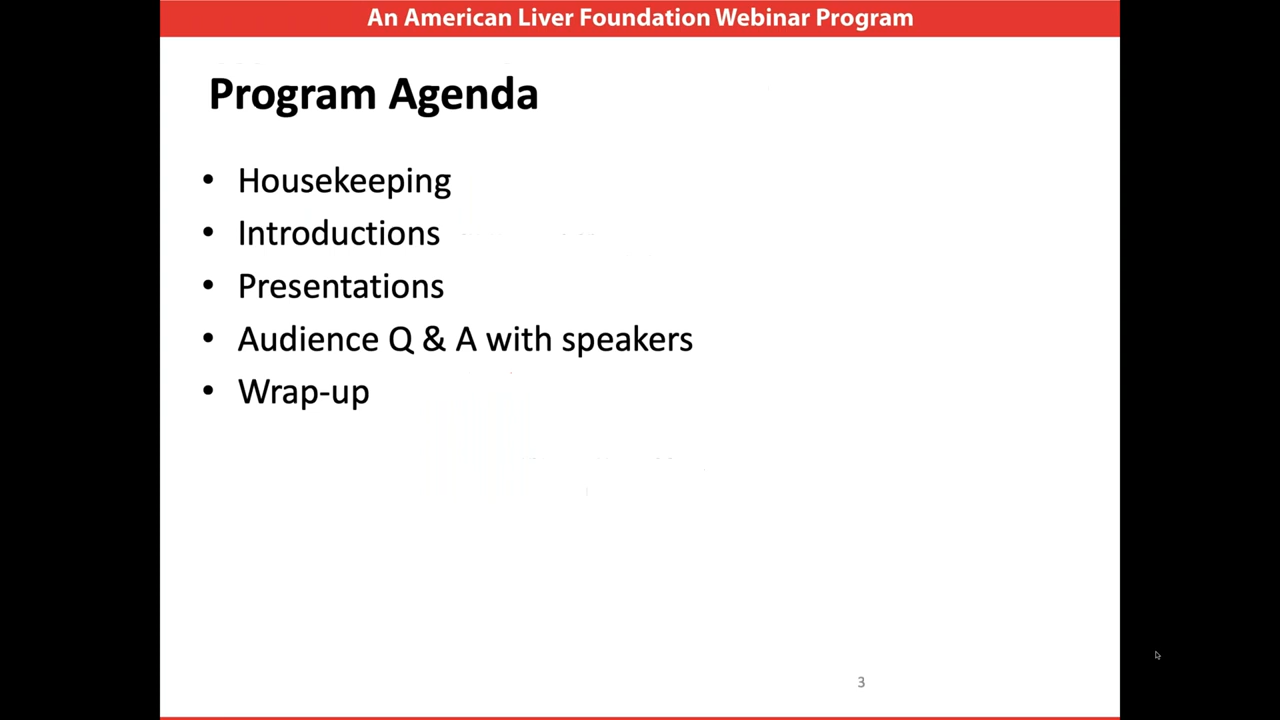 An American Liver Foundation Webinar Program
Program Agenda
• Housekeeping
• Introductions
• Presentations
• Audience Q & A with speakers
• Wrap-up
3